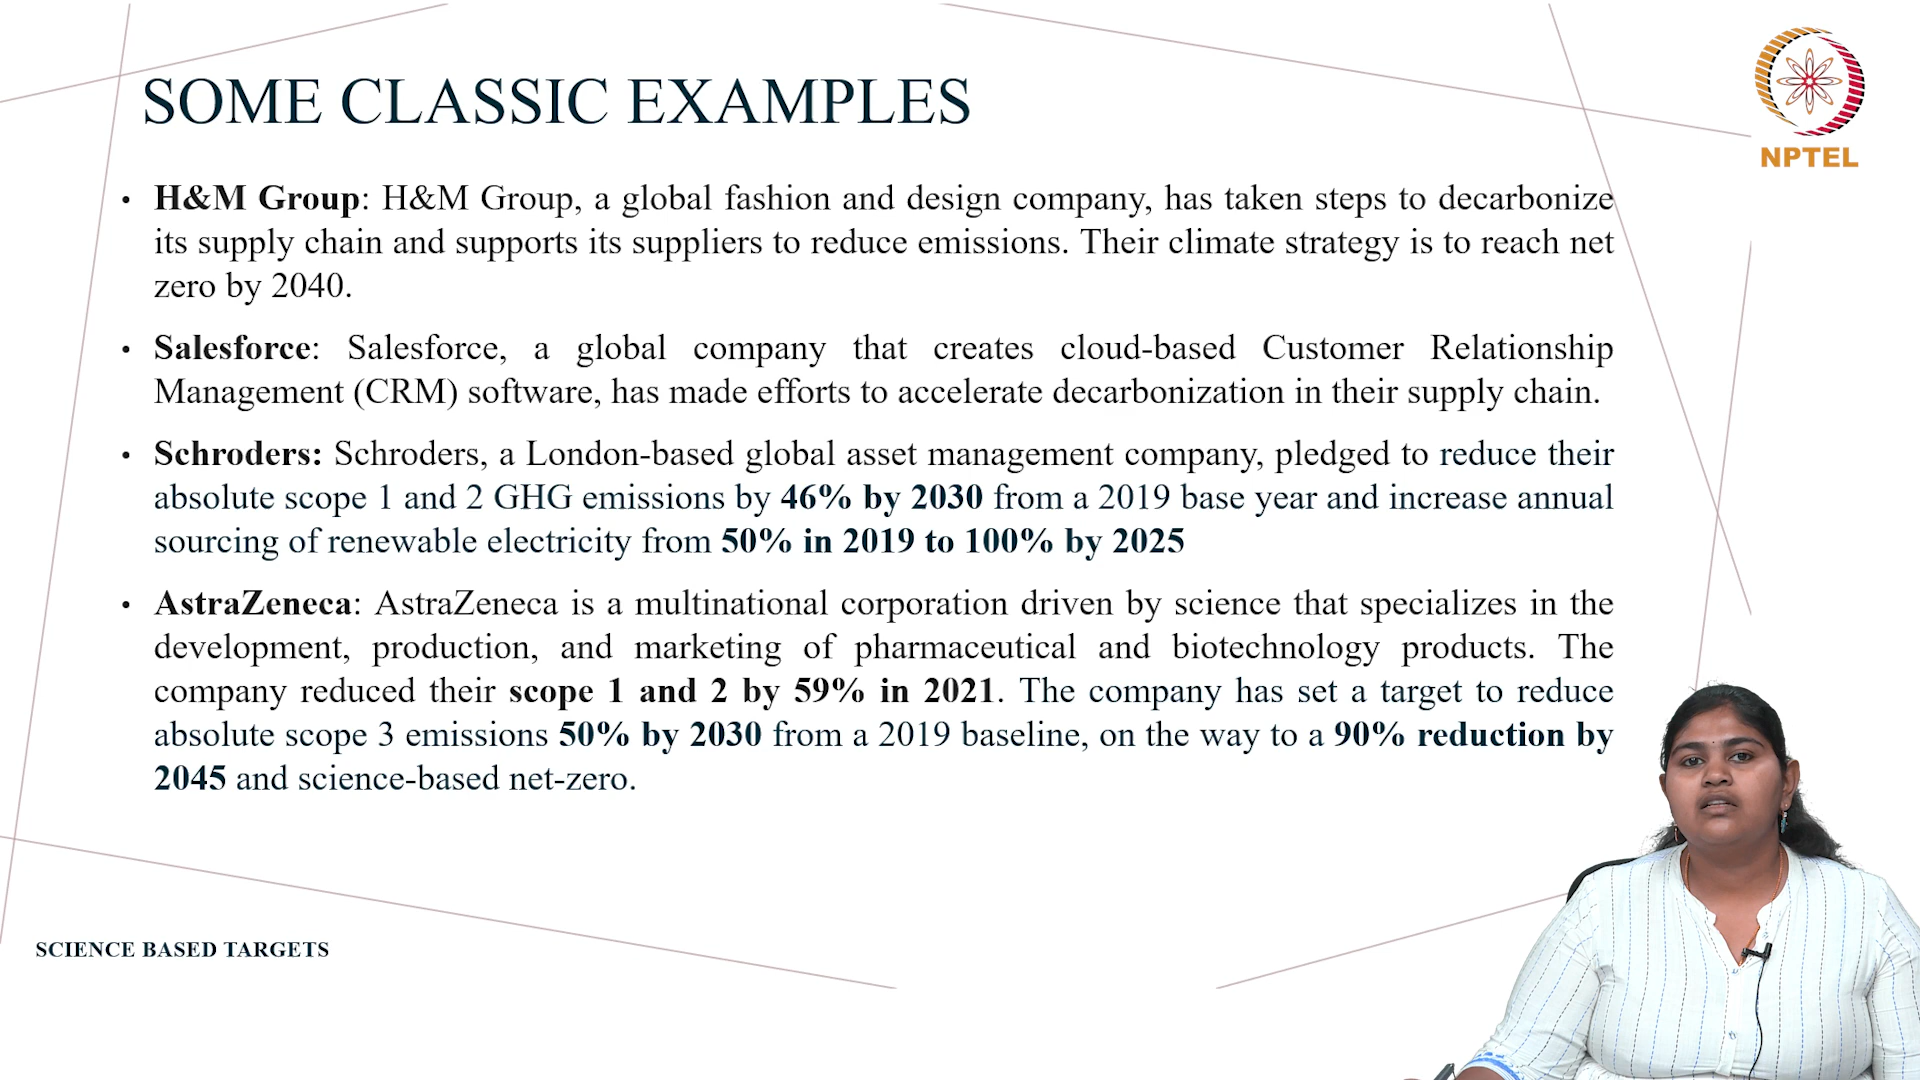 SOME CLASSIC EXAMPLES
NPTEL
• H&M Group: H&M Group, a global fashion and design company, has taken steps to decarbonize
its supply chain and supports its suppliers to reduce emissions. Their climate strategy is to reach net
zero by 2040.
• Salesforce: Salesforce, a global company that creates cloud-based Customer Relationship
Management (CRM) software, has made efforts to accelerate decarbonization in their supply chain.
• Schroders: Schroders, a London-based global asset management company, pledged to reduce their
absolute scope 1 and 2 GHG emissions by 46% by 2030 from a 2019 base year and increase annual
sourcing of renewable electricity from 50% in 2019 to 100% by 2025
• AstraZeneca: AstraZeneca is a multinational corporation driven by science that specializes in the
development, production, and marketing of pharmaceutical and biotechnology products. The
company reduced their scope 1 and 2 by 59% in 2021. The company has set a target to reduce
absolute scope 3 emissions 50% by 2030 from a 2019 baseline, on the way to a 90% reduction by
2045 and science-based net-zero.
SCIENCE BASED TARGETS